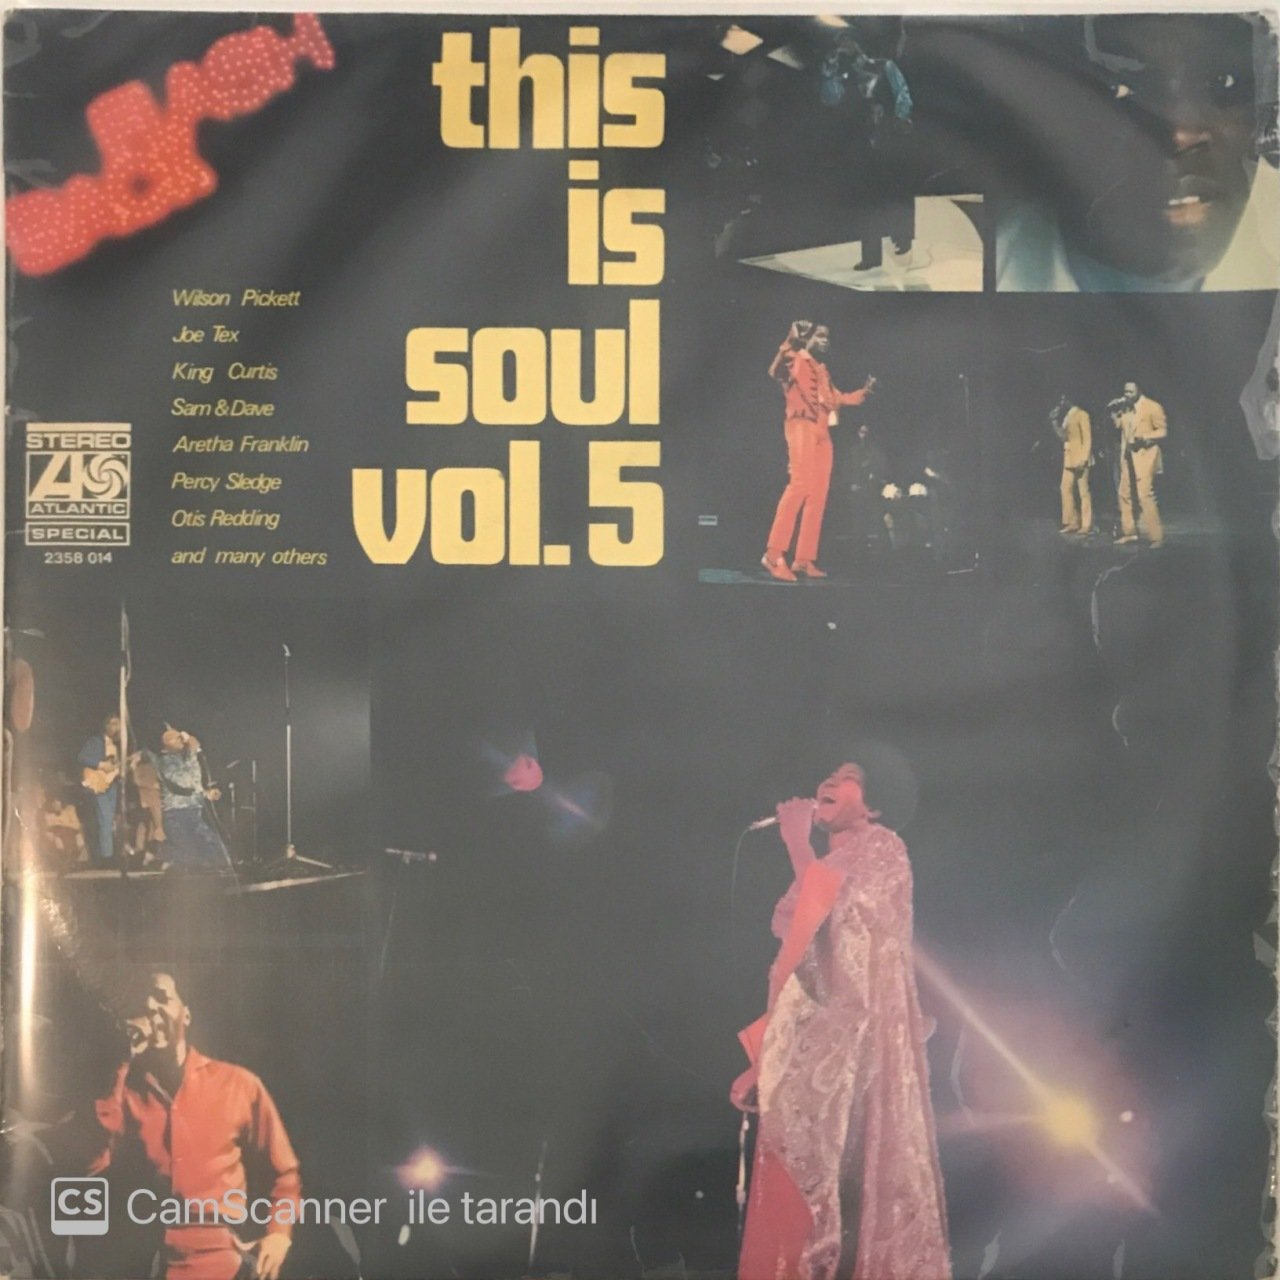 this
is
soul
vol. 5
Wilson Pickett
Joe Tex
King Curtis
Sam & Dave
Aretha Franklin
Percy Sledge
Otis Redding
and many others
STEREO
ATLANTIC
SPECIAL
2358 014
CS CamScanner ile tarandı